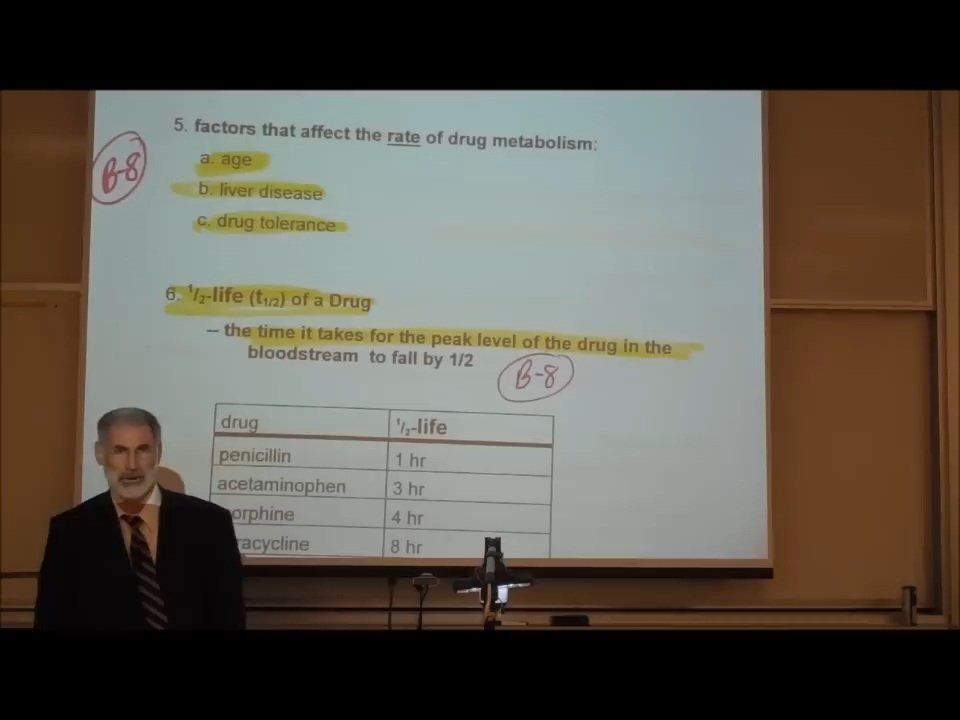 5. factors that affect the rate of drug metabolism:
B-8
a. age
b. liver disease
c. drug tolerance
6. 1/2-life (t1/2) of a Drug
-- the time it takes for the peak level of the drug in the
bloodstream to fall by 1/2
B-8
drug 1/2-life
penicillin 1 hr
acetaminophen 3 hr
orphine 4 hr
racycline 8 hr